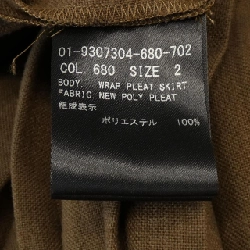 01-9307304-680-702
COL 680 SIZE 2
BODY: WRAP PLEAT SKIRT
FABRIC NEW POLY PLEAT
組成表示
ポリエステル 100%